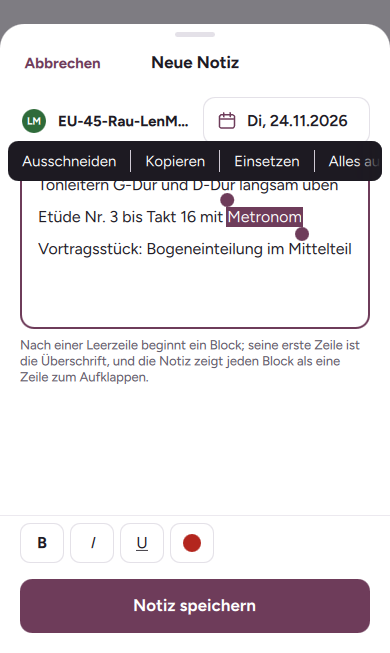 Abbrechen
Neue Notiz
LM
EU-45-Rau-LenM...
Di, 24.11.2026
Ausschneiden
Kopieren
Einsetzen
Alles au
Tonleitern G-Dur und D-Dur langsam üben
Etüde Nr. 3 bis Takt 16 mit Metronom
Vortragsstück: Bogeneinteilung im Mittelteil
Nach einer Leerzeile beginnt ein Block; seine erste Zeile ist
die Überschrift, und die Notiz zeigt jeden Block als eine
Zeile zum Aufklappen.
B
I
U
Notiz speichern